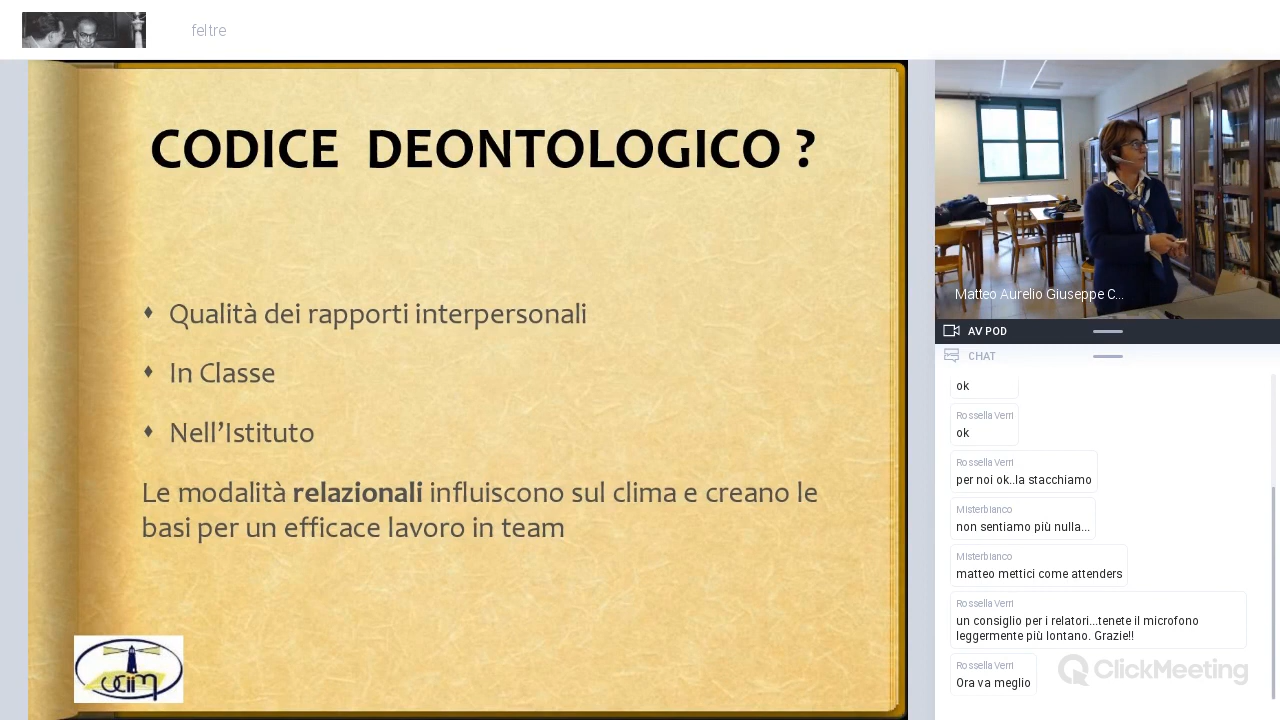 feltre
CODICE DEONTOLOGICO ?
Qualità dei rapporti interpersonali
In Classe
Nell’Istituto
Le modalità relazionali influiscono sul clima e creano le
basi per un efficace lavoro in team
ucim
Matteo Aurelio Giuseppe C...
AV POD
CHAT
ok
Rossella Verri
ok
Rossella Verri
per noi ok..la stacchiamo
Misterbianco
non sentiamo più nulla...
Misterbianco
matteo mettici come attenders
Rossella Verri
un consiglio per i relatori...tenete il microfono
leggermente più lontano. Grazie!!
Rossella Verri
Ora va meglio
ClickMeeting